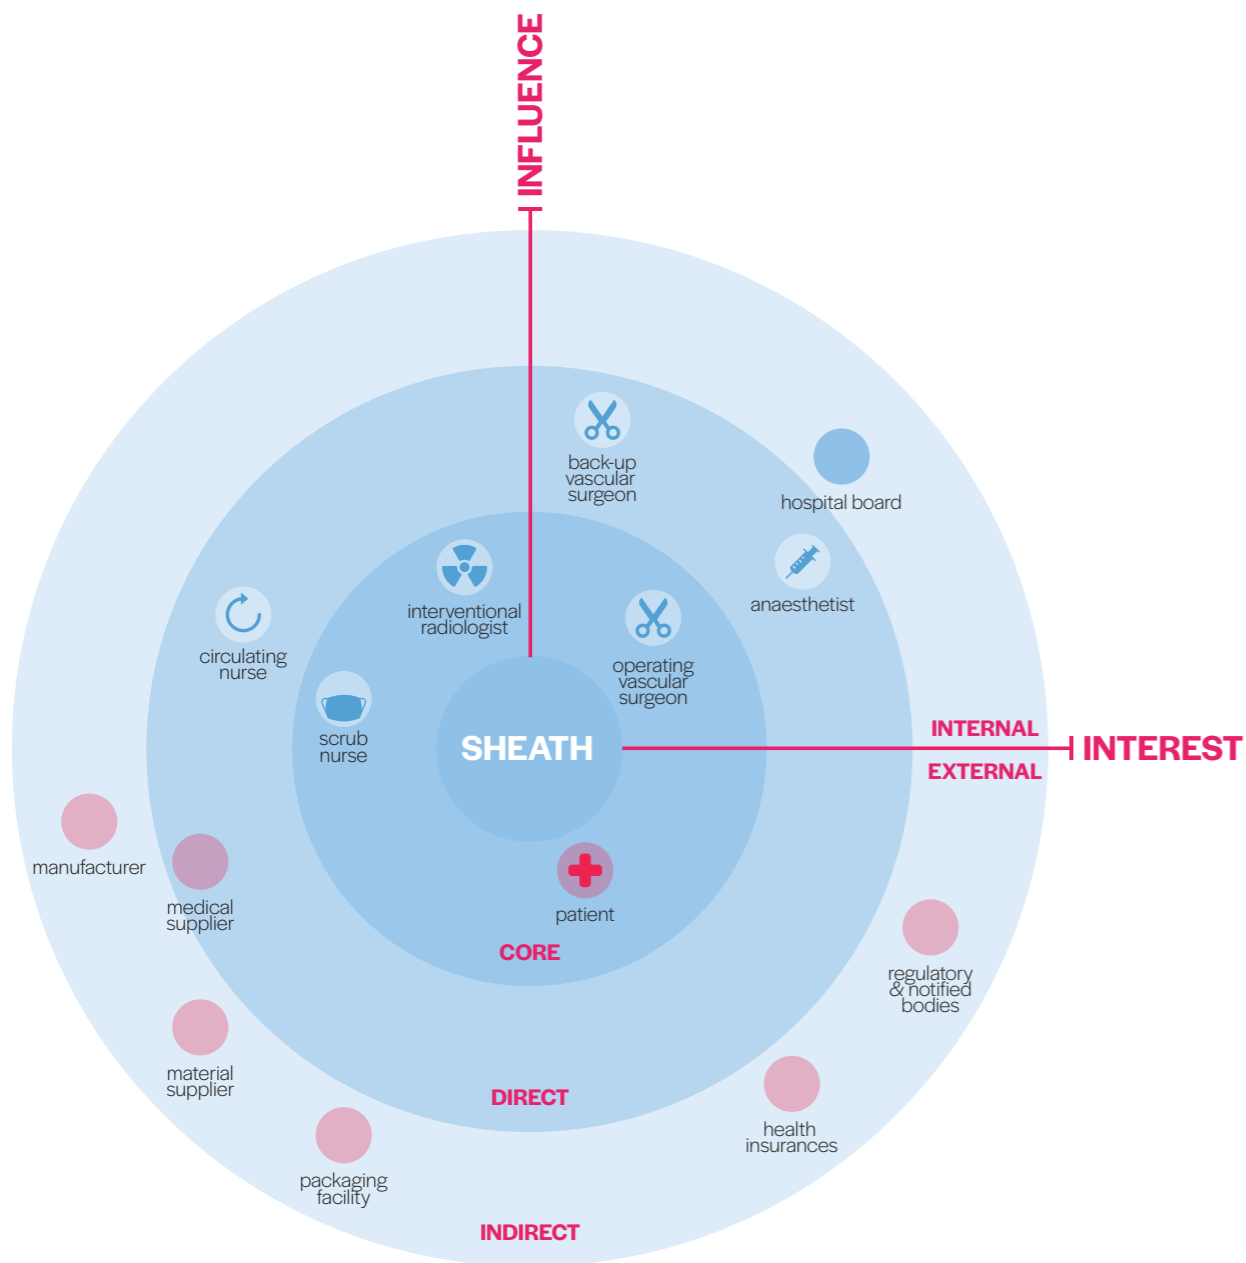 INFLUENCE
back-up
vascular
surgeon
hospital board
interventional
radiologist
anaesthetist
circulating
nurse
operating
vascular
surgeon
scrub
nurse
SHEATH
INTERNAL
INTEREST
EXTERNAL
manufacturer
medical
supplier
patient
CORE
regulatory
& notified
bodies
material
supplier
DIRECT
health
insurances
packaging
facility
INDIRECT